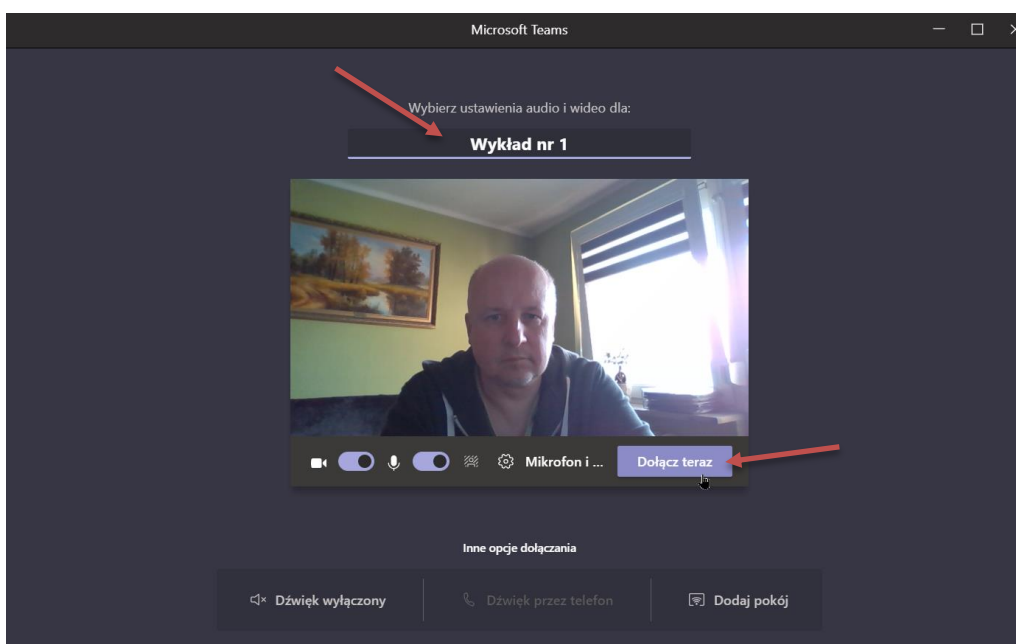 Microsoft Teams
Wybierz ustawienia audio i wideo dla:
Wykład nr 1
Mikrofon i ...
Dołącz teraz
Inne opcje dołączania
Dźwięk wyłączony
Dźwięk przez telefon
Dodaj pokój